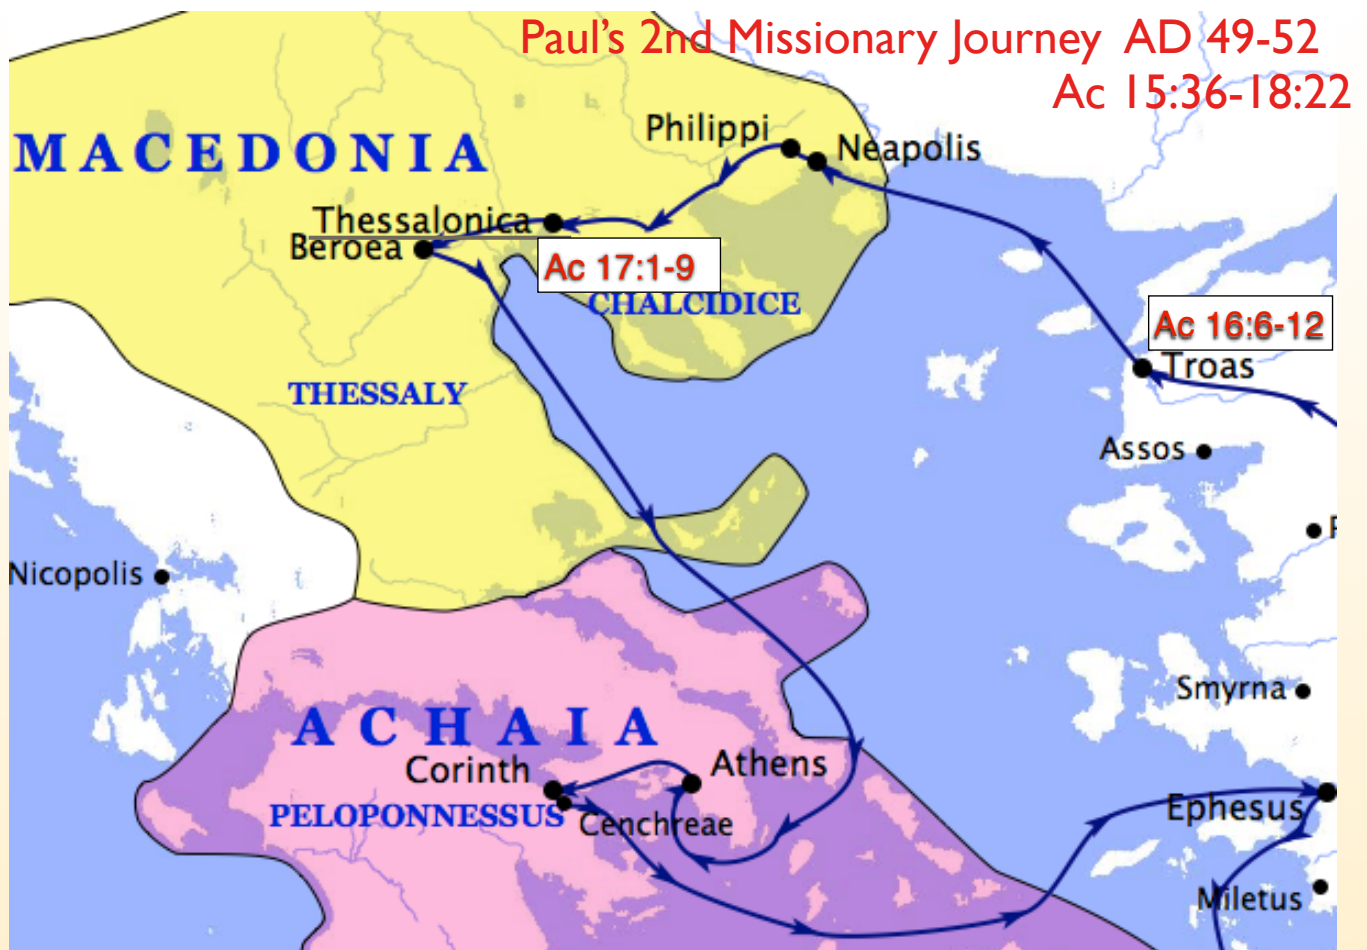 Paul's 2nd Missionary Journey AD 49-52
Ac 15:36-18:22
Philippi
Neapolis
MACEDONIA
Thessalonica
Beroea
Ac 17:1-9
CHALCIDICE
Ac 16:6-12
Troas
THESSALY
Assos
Nicopolis
Smyrna
ACHAIA
Athens
Corinth
PELOPONNESSUS
Cenchreae
Ephesus
Miletus